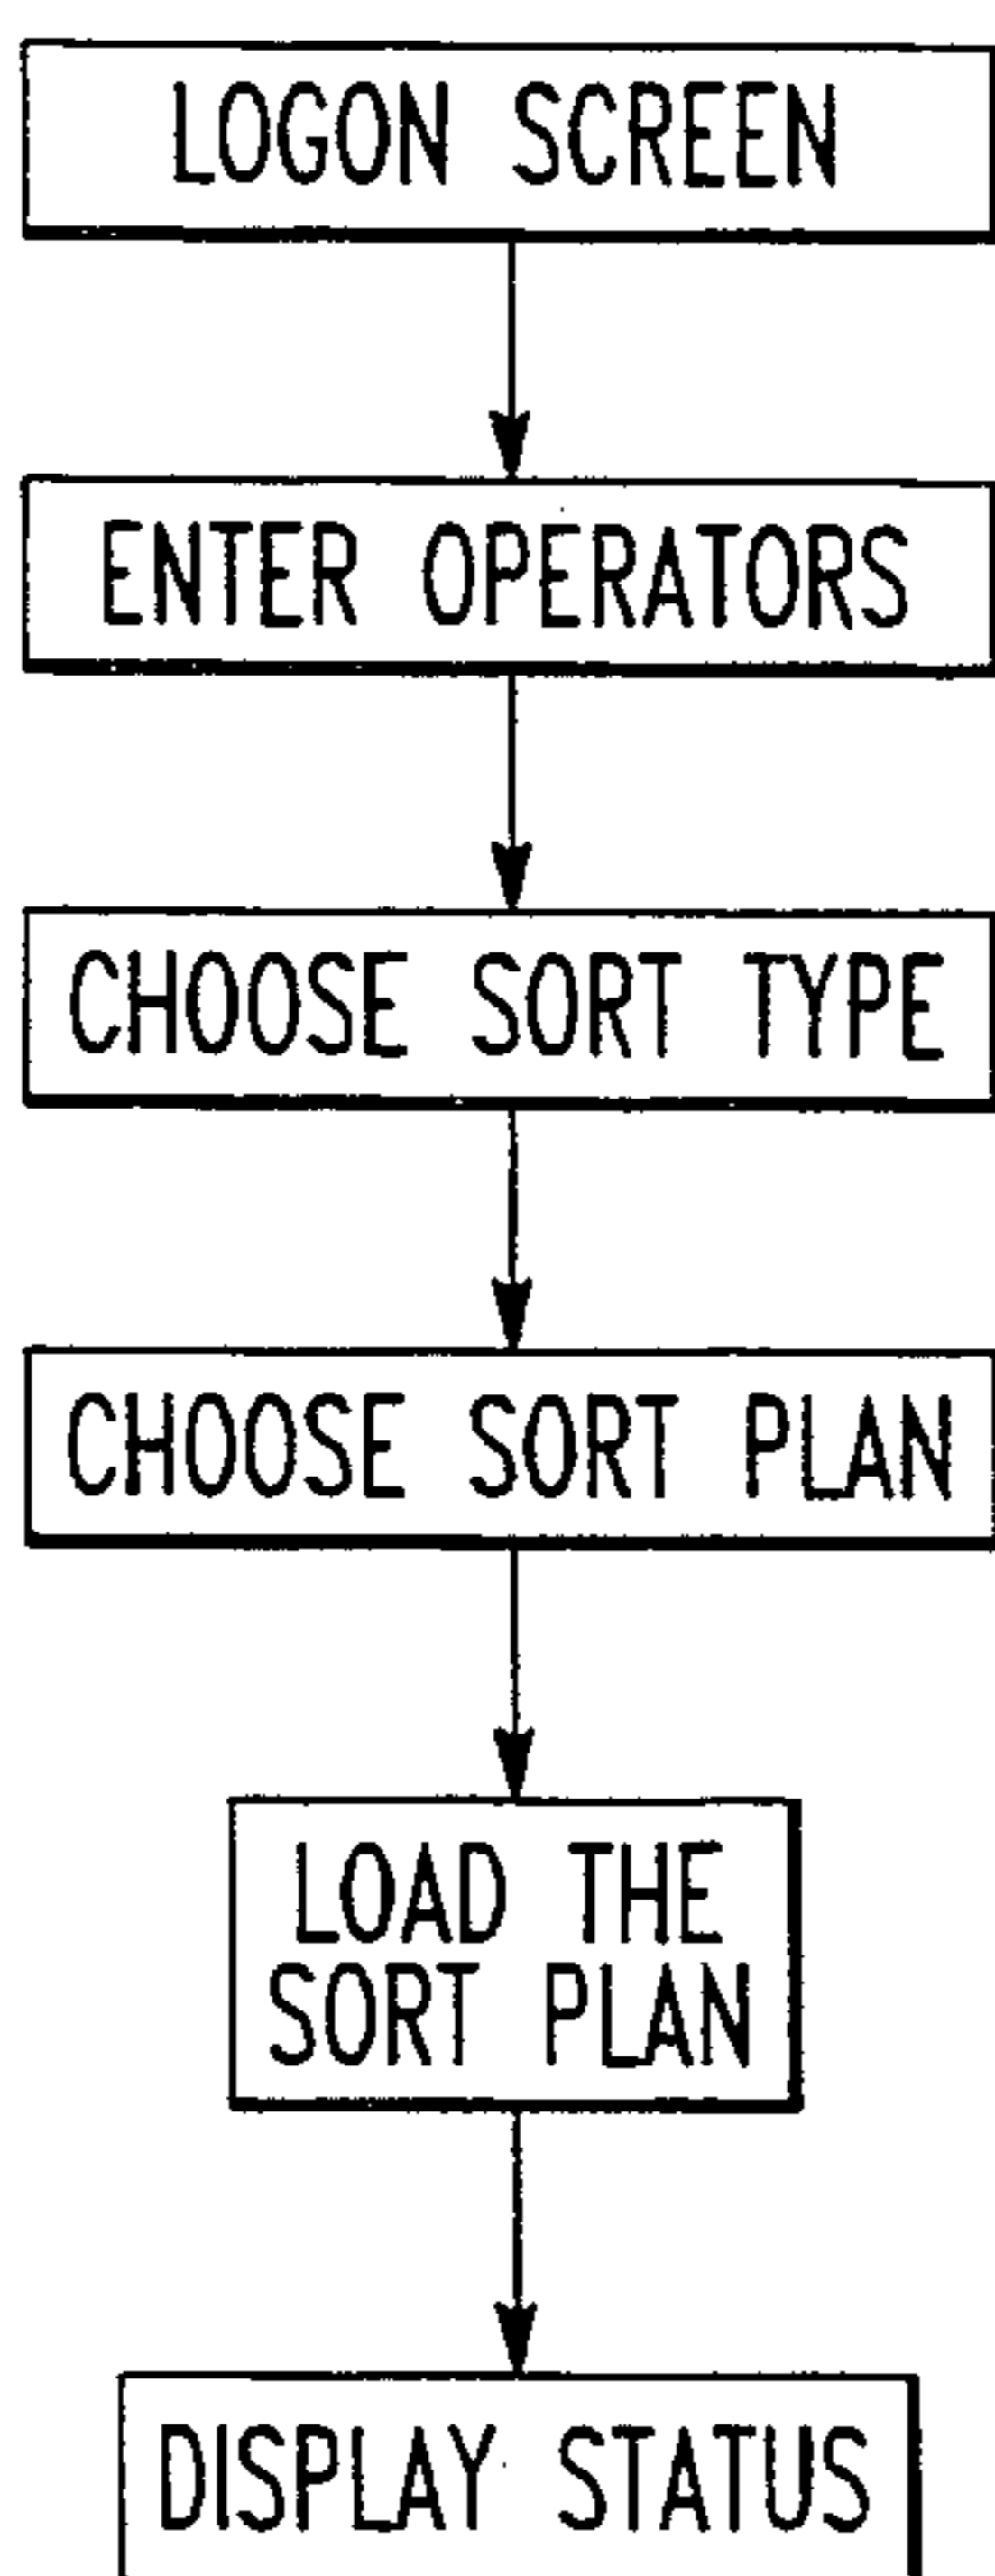 LOGON SCREEN
ENTER OPERATORS
CHOOSE SORT TYPE
CHOOSE SORT PLAN
LOAD THE
SORT PLAN
DISPLAY STATUS